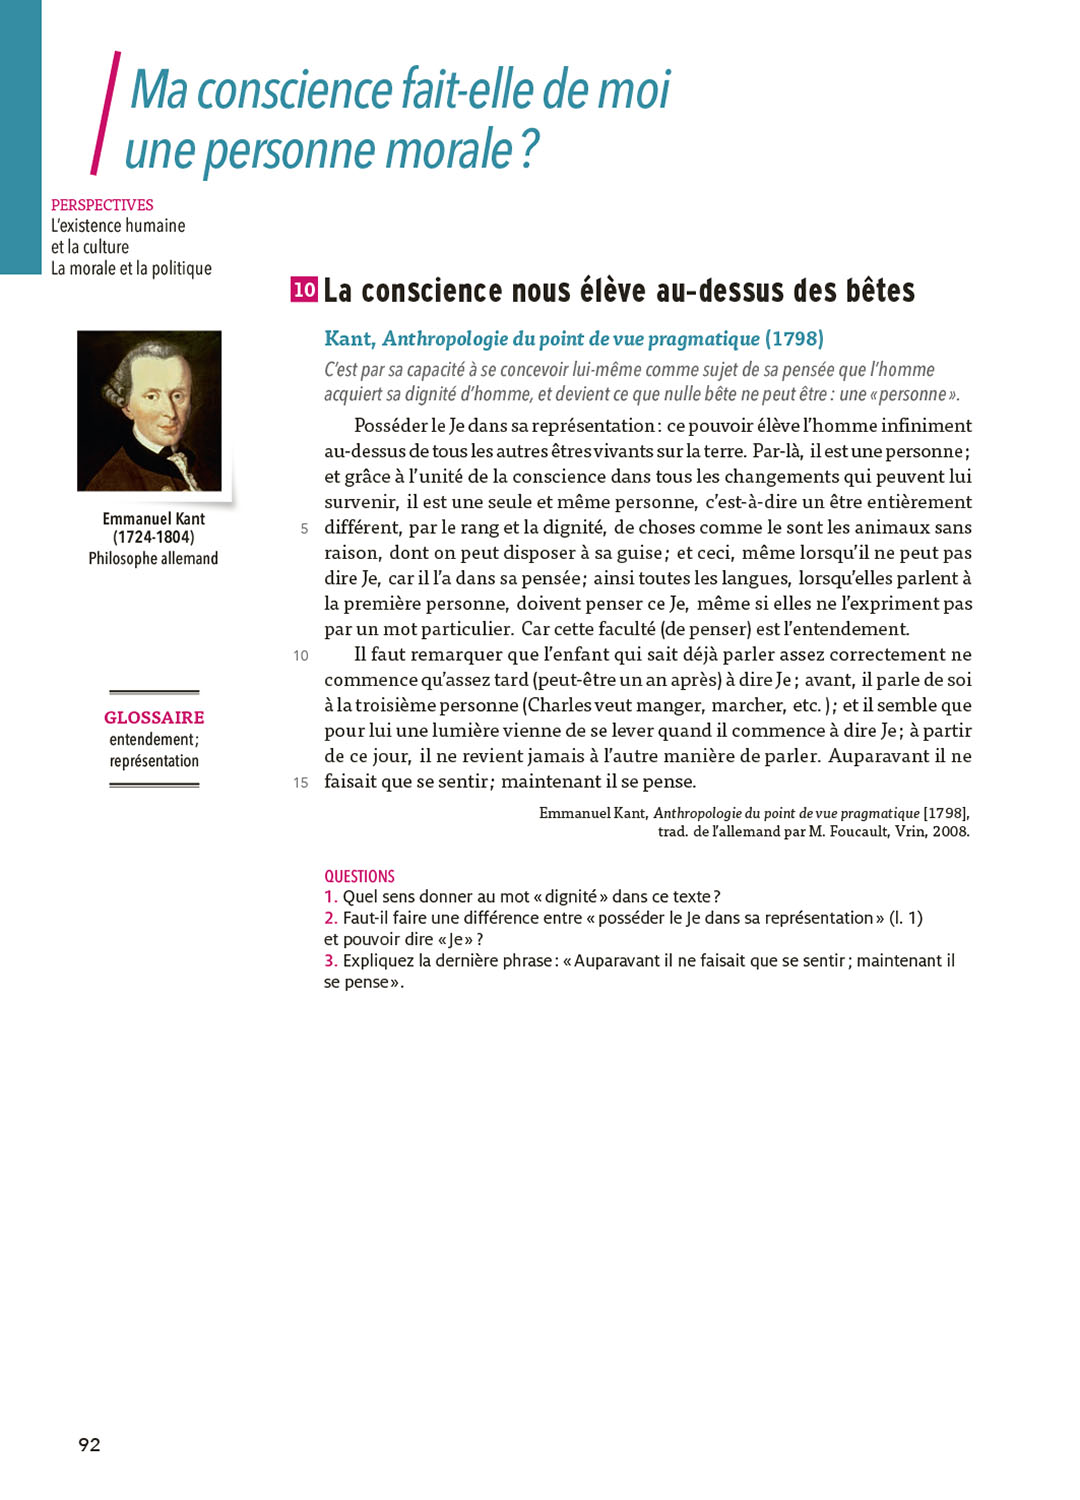 Ma conscience fait-elle de moi
une personne morale ?
PERSPECTIVES
L'existence humaine
et la culture
La morale et la politique
10 La conscience nous élève au-dessus des bêtes
Kant, Anthropologie du point de vue pragmatique (1798)
C'est par sa capacité à se concevoir lui-même comme sujet de sa pensée que l'homme
acquiert sa dignité d'homme, et devient ce que nulle bête ne peut être : une « personne ».
Emmanuel Kant
(1724-1804)
Philosophe allemand
Posséder le Je dans sa représentation : ce pouvoir élève l'homme infiniment
au-dessus de tous les autres êtres vivants sur la terre. Par-là, il est une personne ;
et grâce à l'unité de la conscience dans tous les changements qui peuvent lui
survenir, il est une seule et même personne, c'est-à-dire un être entièrement
5 différent, par le rang et la dignité, de choses comme le sont les animaux sans
raison, dont on peut disposer à sa guise ; et ceci, même lorsqu'il ne peut pas
dire Je, car il l'a dans sa pensée ; ainsi toutes les langues, lorsqu'elles parlent à
la première personne, doivent penser ce Je, même si elles ne l'expriment pas
par un mot particulier. Car cette faculté (de penser) est l'entendement.
10 Il faut remarquer que l'enfant qui sait déjà parler assez correctement ne
commence qu'assez tard (peut-être un an après) à dire Je ; avant, il parle de soi
à la troisième personne (Charles veut manger, marcher, etc. ) ; et il semble que
pour lui une lumière vienne de se lever quand il commence à dire Je ; à partir
de ce jour, il ne revient jamais à l'autre manière de parler. Auparavant il ne
15 faisait que se sentir ; maintenant il se pense.
Emmanuel Kant, Anthropologie du point de vue pragmatique [1798],
trad. de l'allemand par M. Foucault, Vrin, 2008.
GLOSSAIRE
entendement ;
représentation
QUESTIONS
1. Quel sens donner au mot « dignité » dans ce texte ?
2. Faut-il faire une différence entre « posséder le Je dans sa représentation » (l. 1)
et pouvoir dire « Je » ?
3. Expliquez la dernière phrase : « Auparavant il ne faisait que se sentir ; maintenant il
se pense ».
92